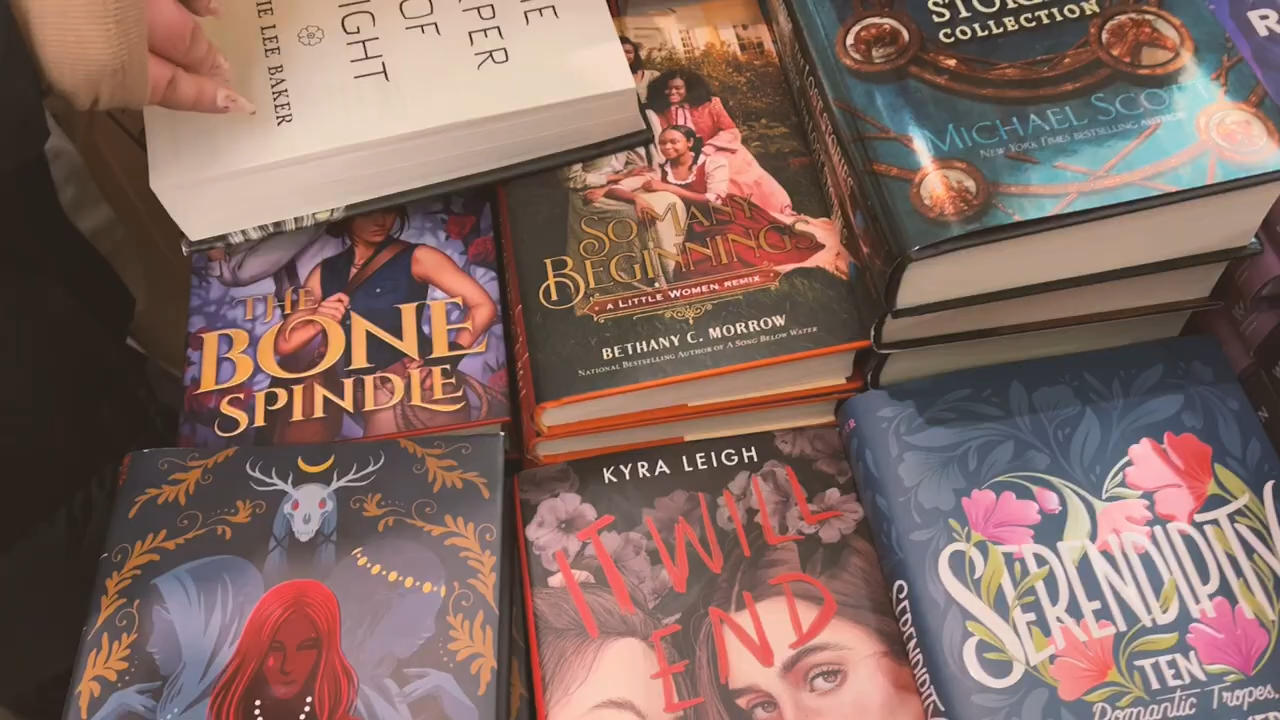 OF
IGHT
IE LEE BAKER
COLLECTION
MICHAEL SCOTT
NEW YORK TIMES BESTSELLING AUTHOR
SO MANY
BEGINNINGS
A LITTLE WOMEN REMIX
BETHANY C. MORROW
NATIONAL BESTSELLING AUTHOR OF A SONG BELOW WATER
THE
BONE
SPINDLE
KYRA LEIGH
IT WILL
END
SERENDIPITY
TEN
Romantic Tropes,